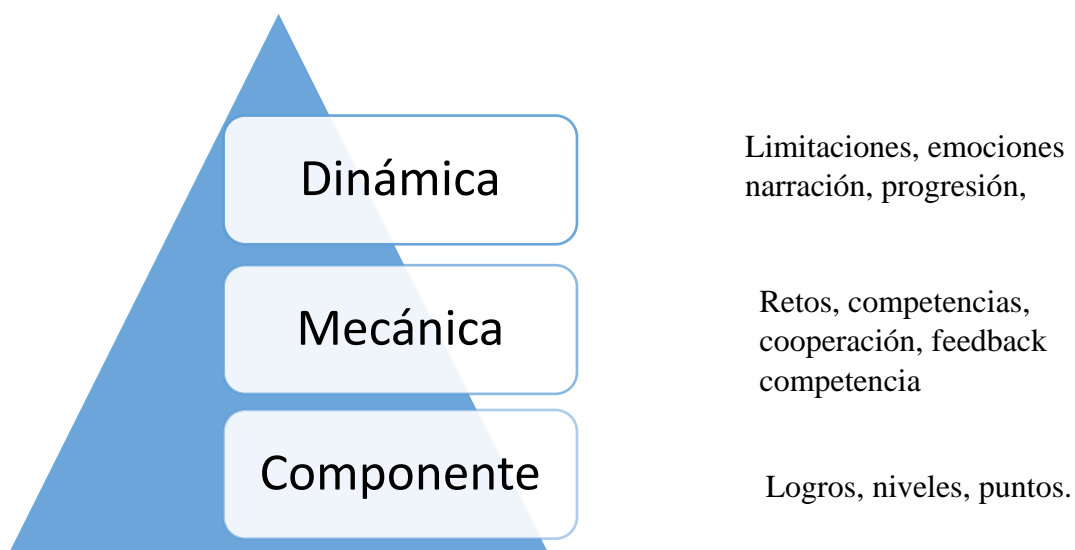 Dinámica
Limitaciones, emociones
narración, progresión,
Mecánica
Retos, competencias,
cooperación, feedback
competencia
Componente
Logros, niveles, puntos.